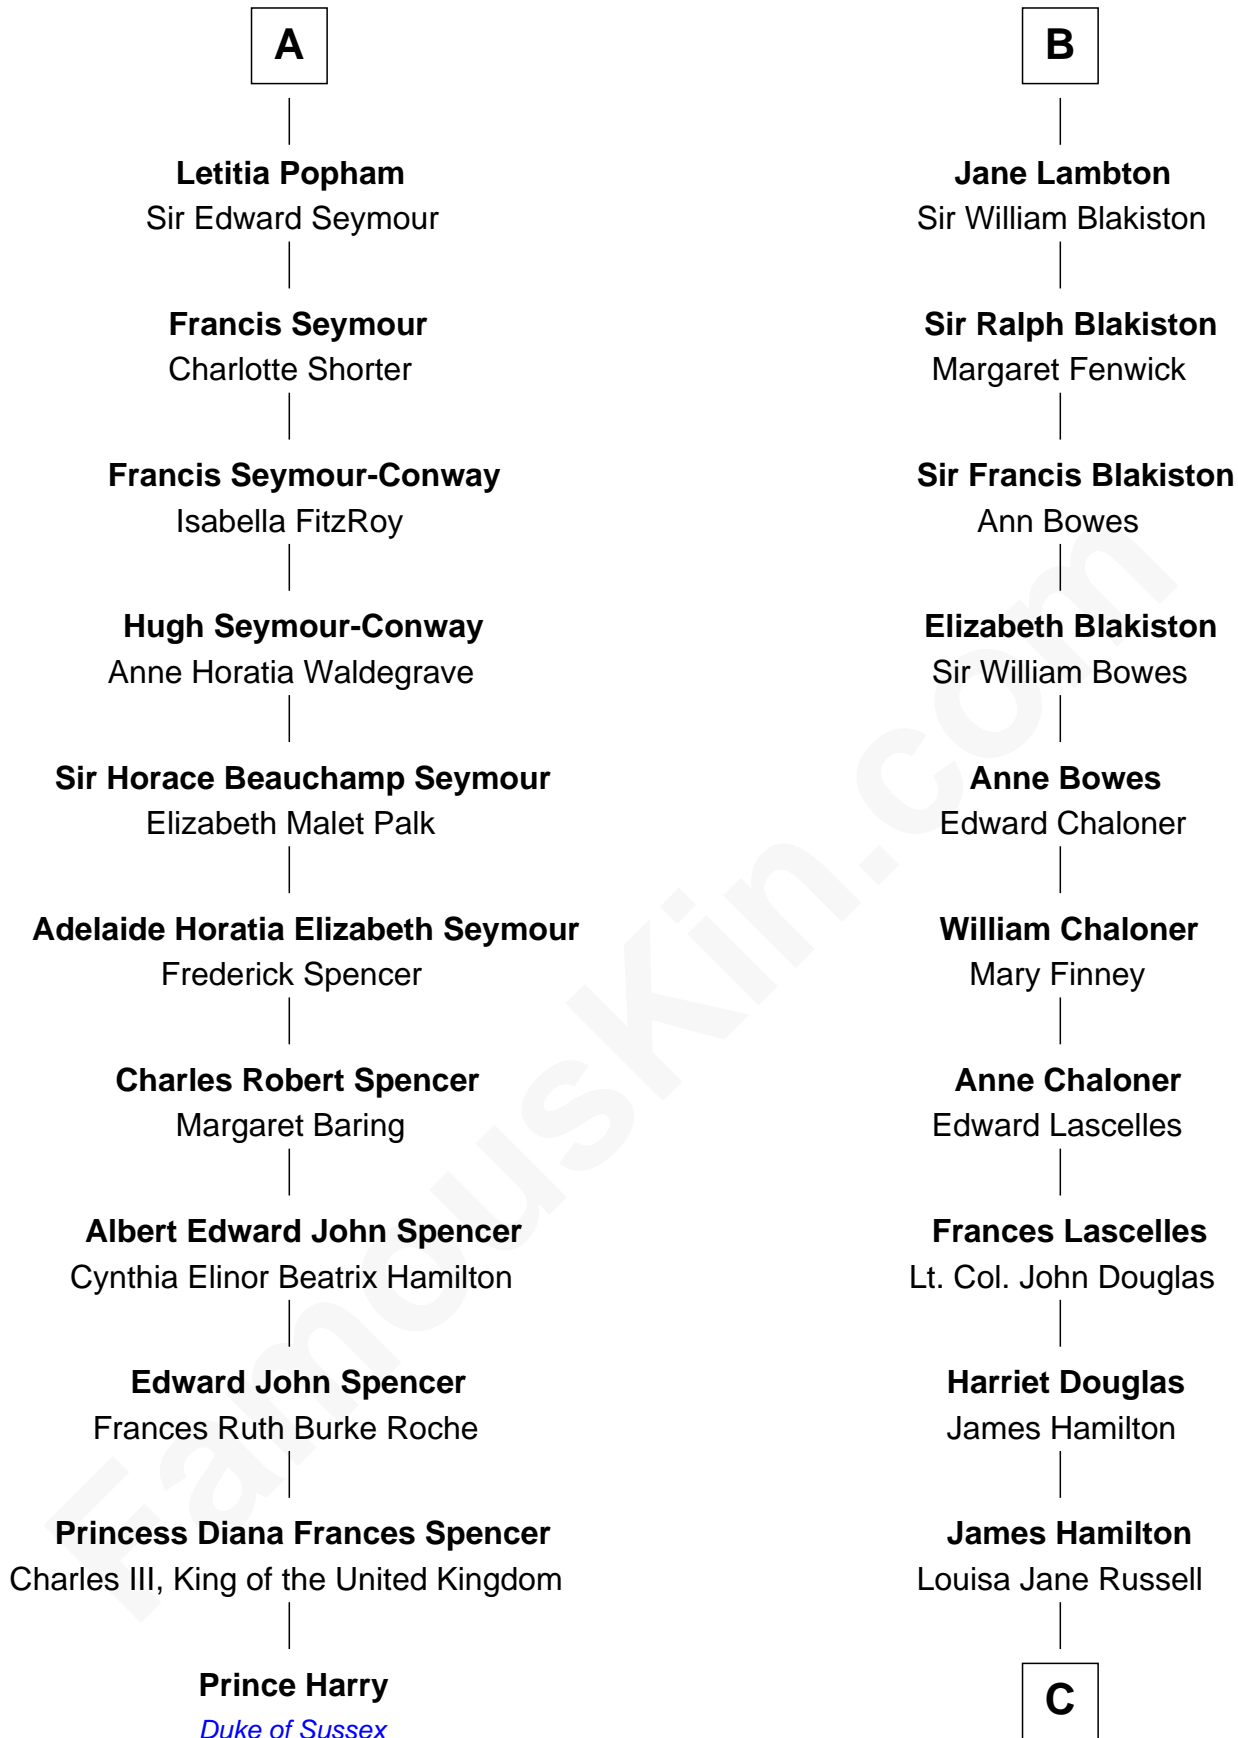 A
Letitia Popham
Sir Edward Seymour
Francis Seymour
Charlotte Shorter
Francis Seymour-Conway
Isabella FitzRoy
Hugh Seymour-Conway
Anne Horatia Waldegrave
Sir Horace Beauchamp Seymour
Elizabeth Malet Palk
Adelaide Horatia Elizabeth Seymour
Frederick Spencer
Charles Robert Spencer
Margaret Baring
Albert Edward John Spencer
Cynthia Elinor Beatrix Hamilton
Edward John Spencer
Frances Ruth Burke Roche
Princess Diana Frances Spencer
Charles III, King of the United Kingdom
Prince Harry
Duke of Sussex
B
Jane Lambton
Sir William Blakiston
Sir Ralph Blakiston
Margaret Fenwick
Sir Francis Blakiston
Ann Bowes
Elizabeth Blakiston
Sir William Bowes
Anne Bowes
Edward Chaloner
William Chaloner
Mary Finney
Anne Chaloner
Edward Lascelles
Frances Lascelles
Lt. Col. John Douglas
Harriet Douglas
James Hamilton
James Hamilton
Louisa Jane Russell
C
FamousKin.com